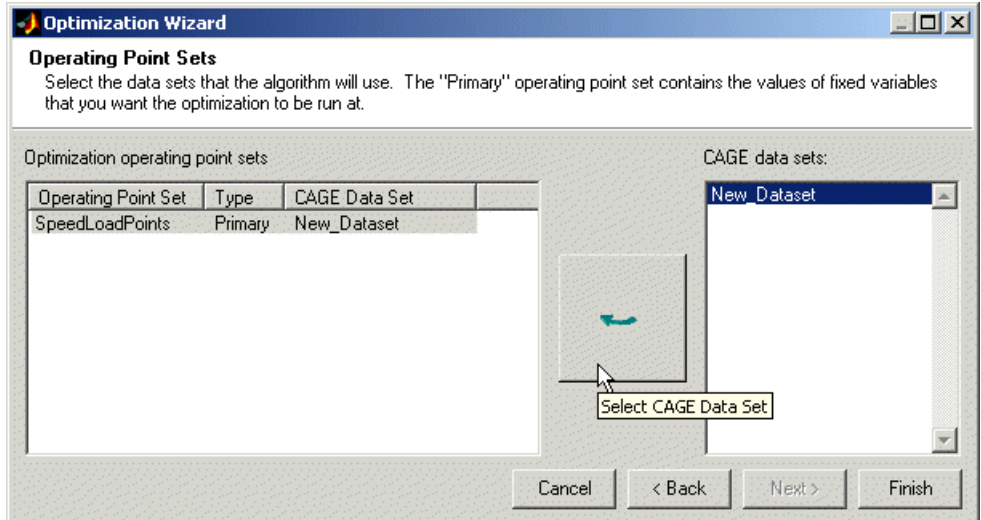 Optimization Wizard
Operating Point Sets
Select the data sets that the algorithm will use. The "Primary" operating point set contains the values of fixed variables
that you want the optimization to be run at.
Optimization operating point sets
CAGE data sets:
Operating Point Set Type CAGE Data Set
New_Dataset
SpeedLoadPoints Primary New_Dataset
Select CAGE Data Set
Cancel < Back Next > Finish